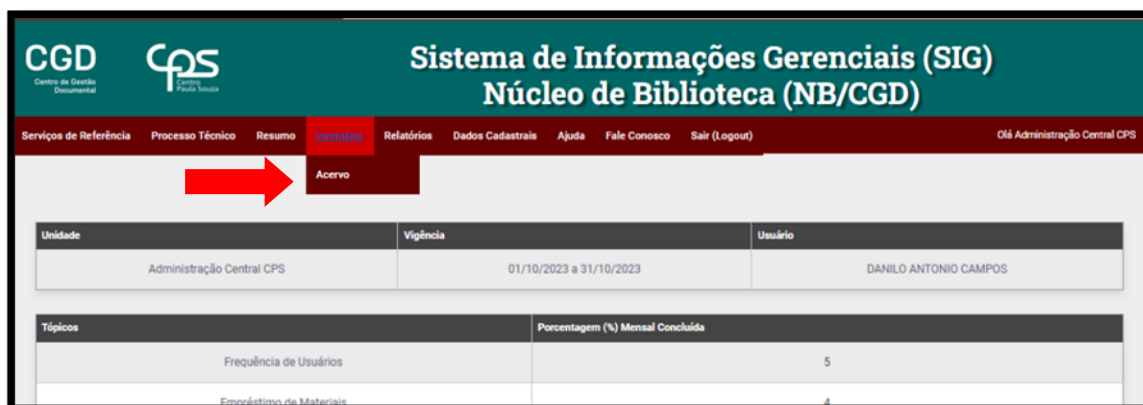 CGD
Centro de Gestão
Documental
cps
Centro
Paula Souza
Sistema de Informações Gerenciais (SIG)
Núcleo de Biblioteca (NB/CGD)
Serviços de Referência Processo Técnico Resumo Inventário Relatórios Dados Cadastrais Ajuda Fale Conosco Sair (Logout) Olá Administração Central CPS
Acervo
Unidade Vigência Usuário
Administração Central CPS 01/10/2023 a 31/10/2023 DANILO ANTONIO CAMPOS
Tópicos Porcentagem (%) Mensal Concluída
Frequência de Usuários 5
Empréstimo de Materiais 4